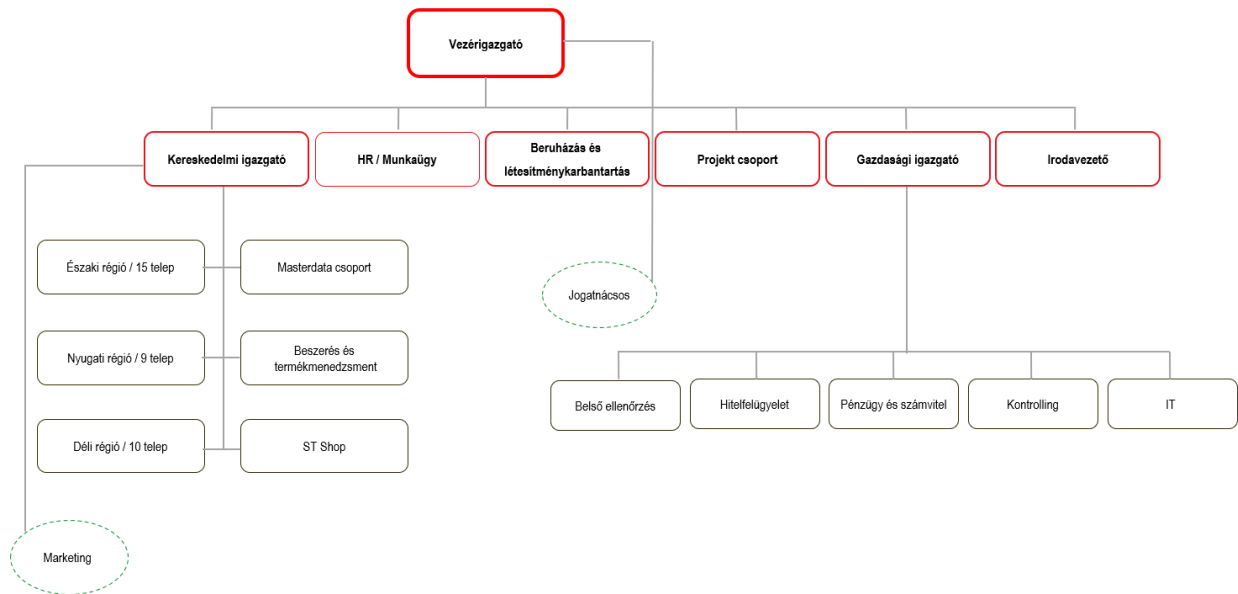 Vezérigazgató
Kereskedelmi igazgató
HR / Munkaügy
Beruházás és
létesítménykarbantartás
Projekt csoport
Gazdasági igazgató
Irodavezető
Északi régió / 15 telep
Masterdata csoport
Jogatnácsos
Nyugati régió / 9 telep
Beszerés és
termékmenedzsment
Belső ellenőrzés
Hitelfelügyelet
Pénzügy és számvitel
Kontrolling
IT
Déli régió / 10 telep
ST Shop
Marketing